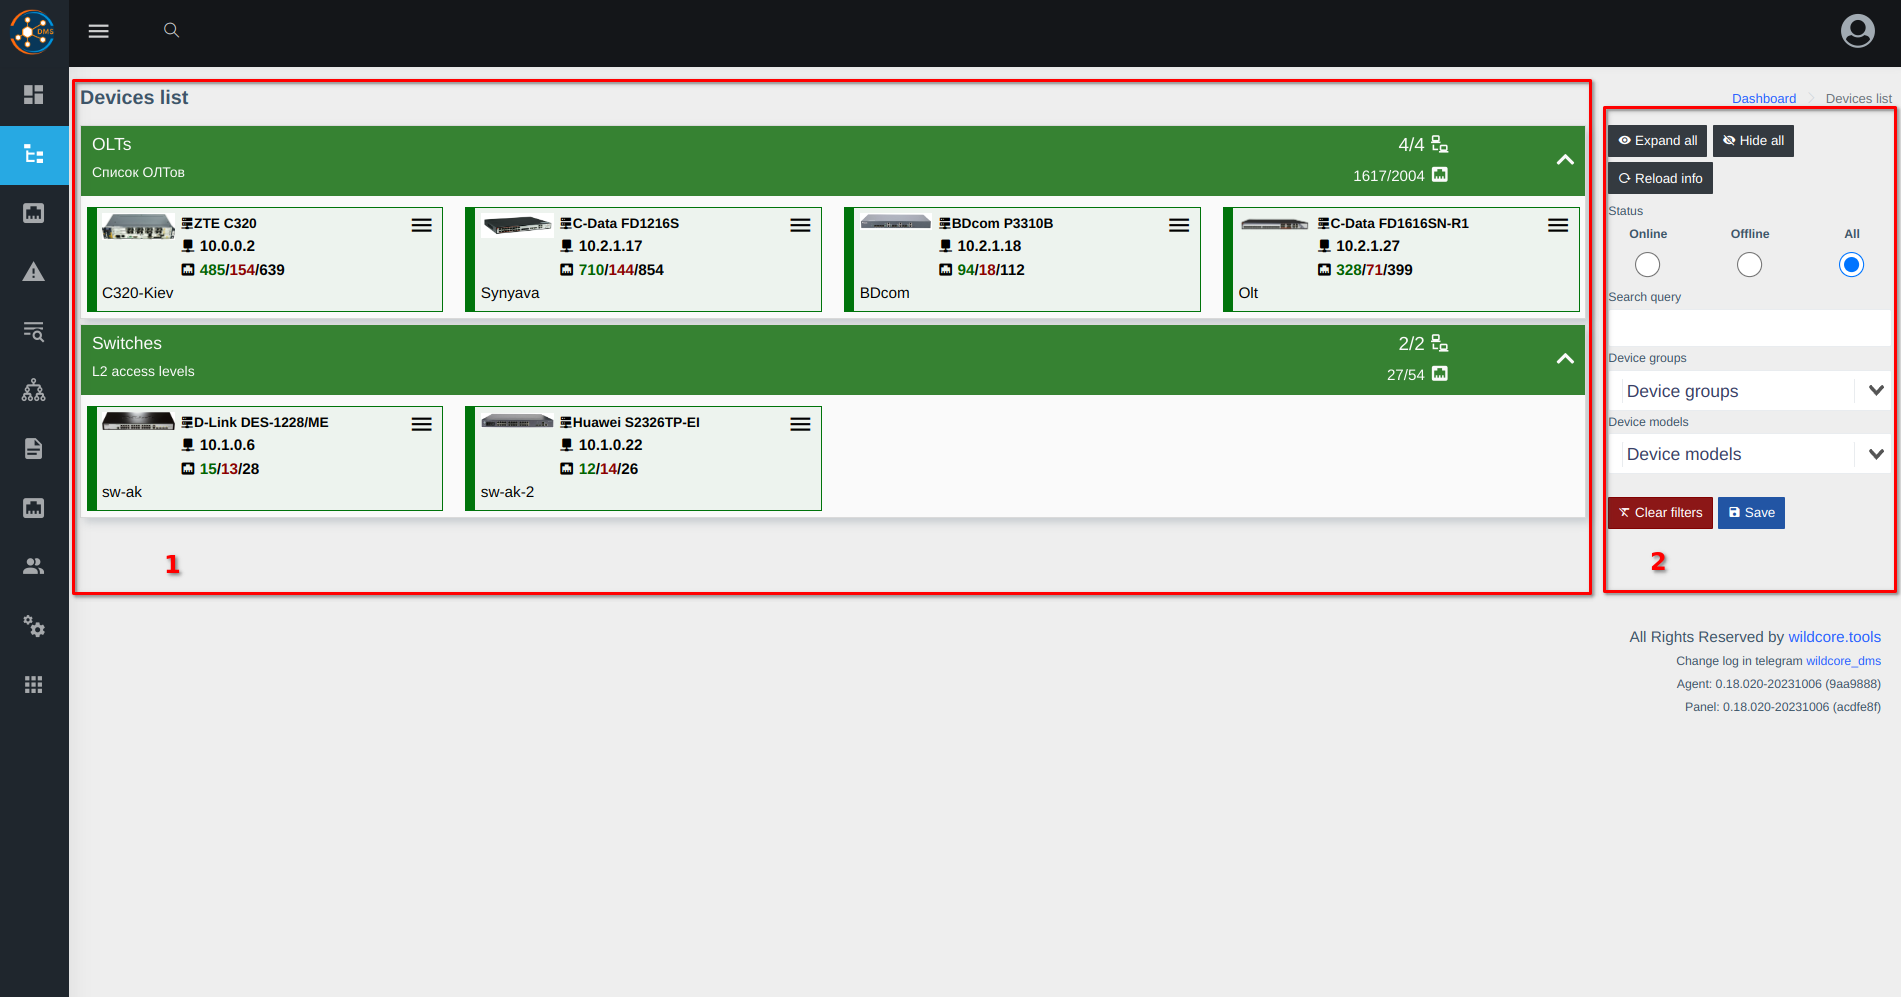 DMS
Devices list
Dashboard
Devices list
OLTs
4/4
Список ОЛТов
1617/2004
ZTE C320
10.0.0.2
485/154/639
C320-Kiev
C-Data FD1216S
10.2.1.17
710/144/854
Synyava
BDcom P3310B
10.2.1.18
94/18/112
BDcom
C-Data FD1616SN-R1
10.2.1.27
328/71/399
Olt
Switches
2/2
L2 access levels
27/54
D-Link DES-1228/ME
10.1.0.6
15/13/28
sw-ak
Huawei S2326TP-EI
10.1.0.22
12/14/26
sw-ak-2
1
Expand all
Hide all
Reload info
Status
Online
Offline
All
Search query
Device groups
Device groups
Device models
Device models
Clear filters
Save
2
All Rights Reserved by wildcore.tools
Change log in telegram wildcore_dms
Agent: 0.18.020-20231006 (9aa9888)
Panel: 0.18.020-20231006 (acdfe8f)